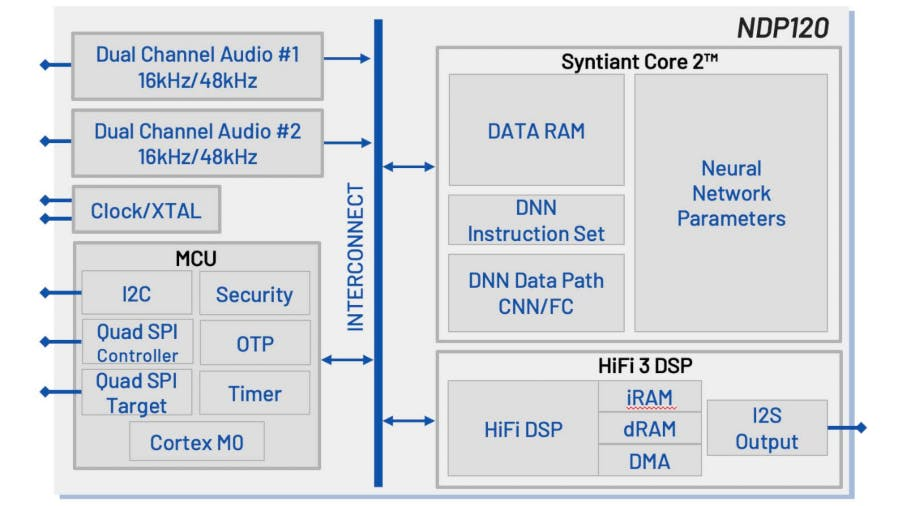 NDP120
Dual Channel Audio #1
16kHz/48kHz
Dual Channel Audio #2
16kHz/48kHz
Clock/XTAL
MCU
I2C
Security
Quad SPI
Controller
OTP
Quad SPI
Target
Timer
Cortex M0
INTERCONNECT
Syntiant Core 2™
DATA RAM
DNN
Instruction Set
DNN Data Path
CNN/FC
Neural
Network
Parameters
HiFi 3 DSP
HiFi DSP
iRAM
dRAM
DMA
I2S
Output